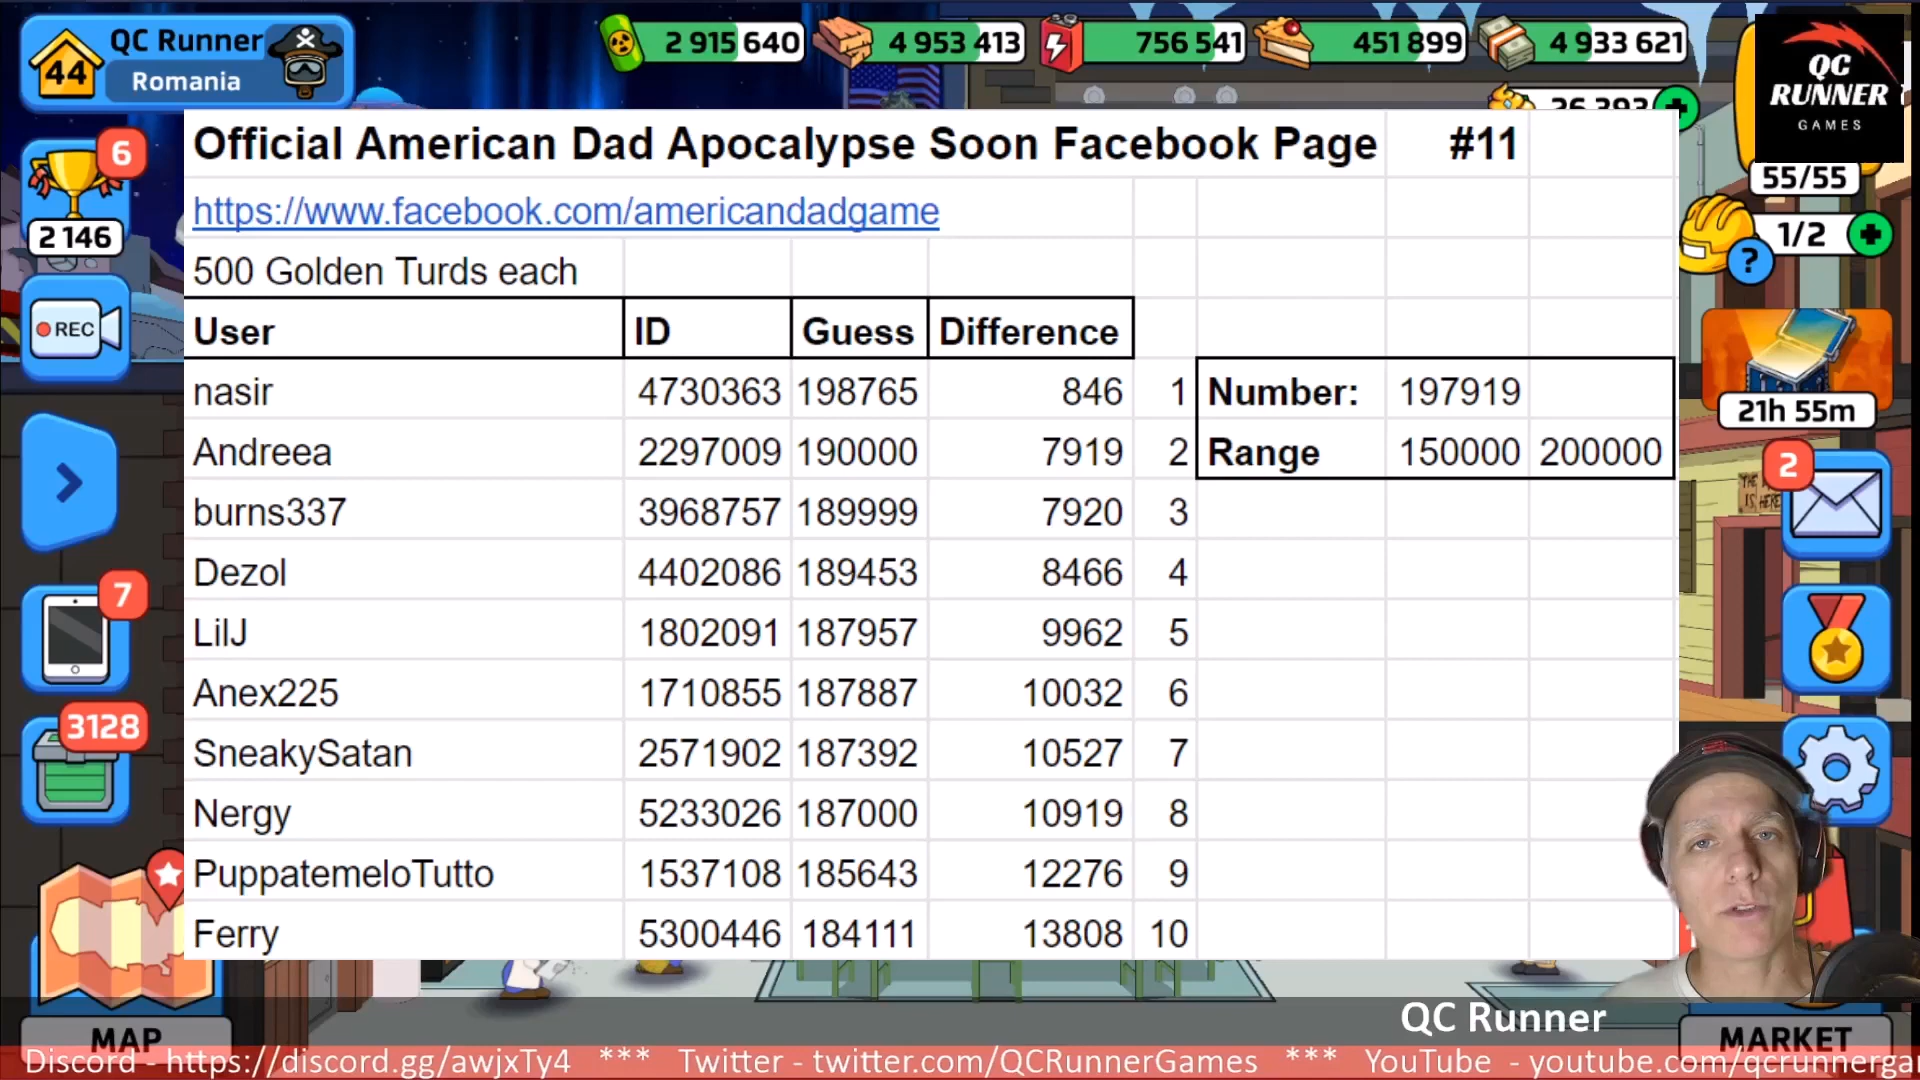 QC Runner
44
Romania
2 915 640
4 953 413
756 541
451 899
4 933 621
QC
RUNNER
GAMES
26 393
6
2 146
REC
7
3128
MAP
Official American Dad Apocalypse Soon Facebook Page #11
https://www.facebook.com/americandadgame
500 Golden Turds each
User ID Guess Difference
nasir 4730363 198765 846 1 Number: 197919
Andreea 2297009 190000 7919 2 Range 150000 200000
burns337 3968757 189999 7920 3
Dezol 4402086 189453 8466 4
LilJ 1802091 187957 9962 5
Anex225 1710855 187887 10032 6
SneakySatan 2571902 187392 10527 7
Nergy 5233026 187000 10919 8
PuppatemeloTutto 1537108 185643 12276 9
Ferry 5300446 184111 13808 10
55/55
1/2
?
21h 55m
2
IS HERE
QC Runner
MARKET
Discord - https://discord.gg/awjxTy4 *** Twitter - twitter.com/QCRunnerGames *** YouTube - youtube.com/qcrunnerga